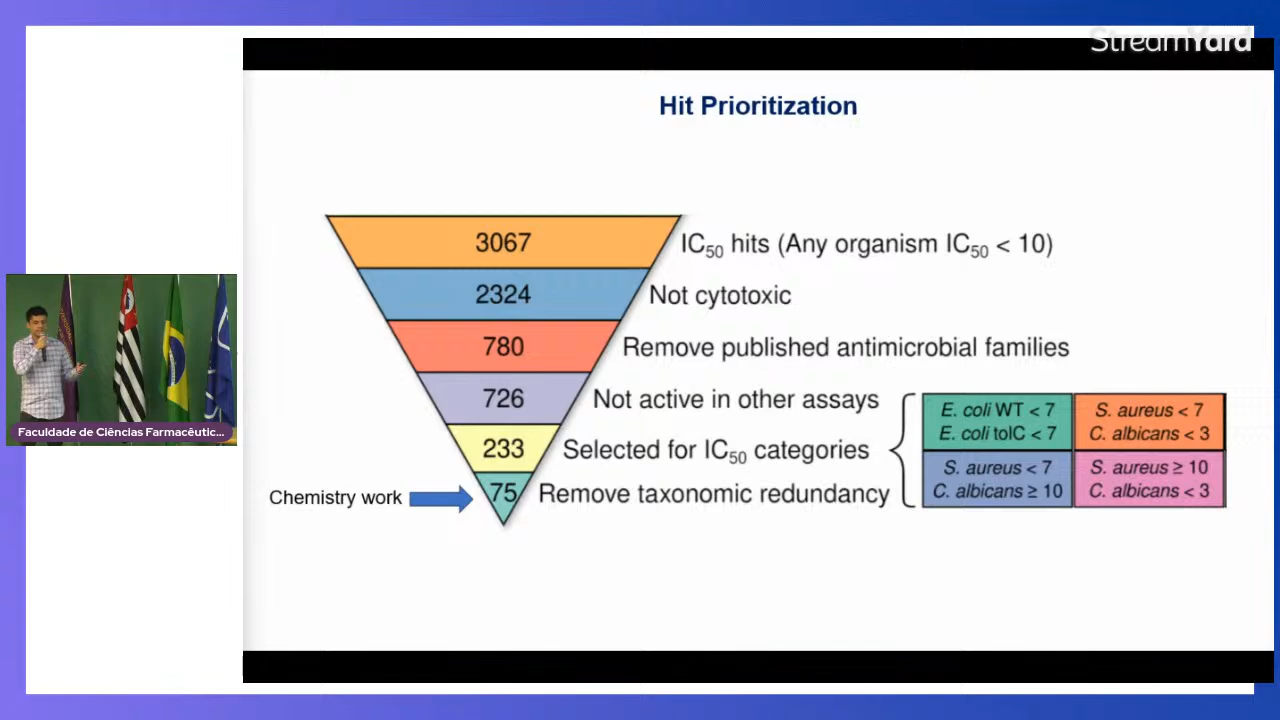 StreamYard
Hit Prioritization
3067
IC50 hits (Any organism IC50 < 10)
2324
Not cytotoxic
780
Remove published antimicrobial families
726
Not active in other assays
233
Selected for IC50 categories
75
Remove taxonomic redundancy
Chemistry work
E. coli WT < 7
E. coli tolC < 7
S. aureus < 7
C. albicans < 3
S. aureus < 7
C. albicans ≥ 10
S. aureus ≥ 10
C. albicans < 3
Faculdade de Ciências Farmacêutic...